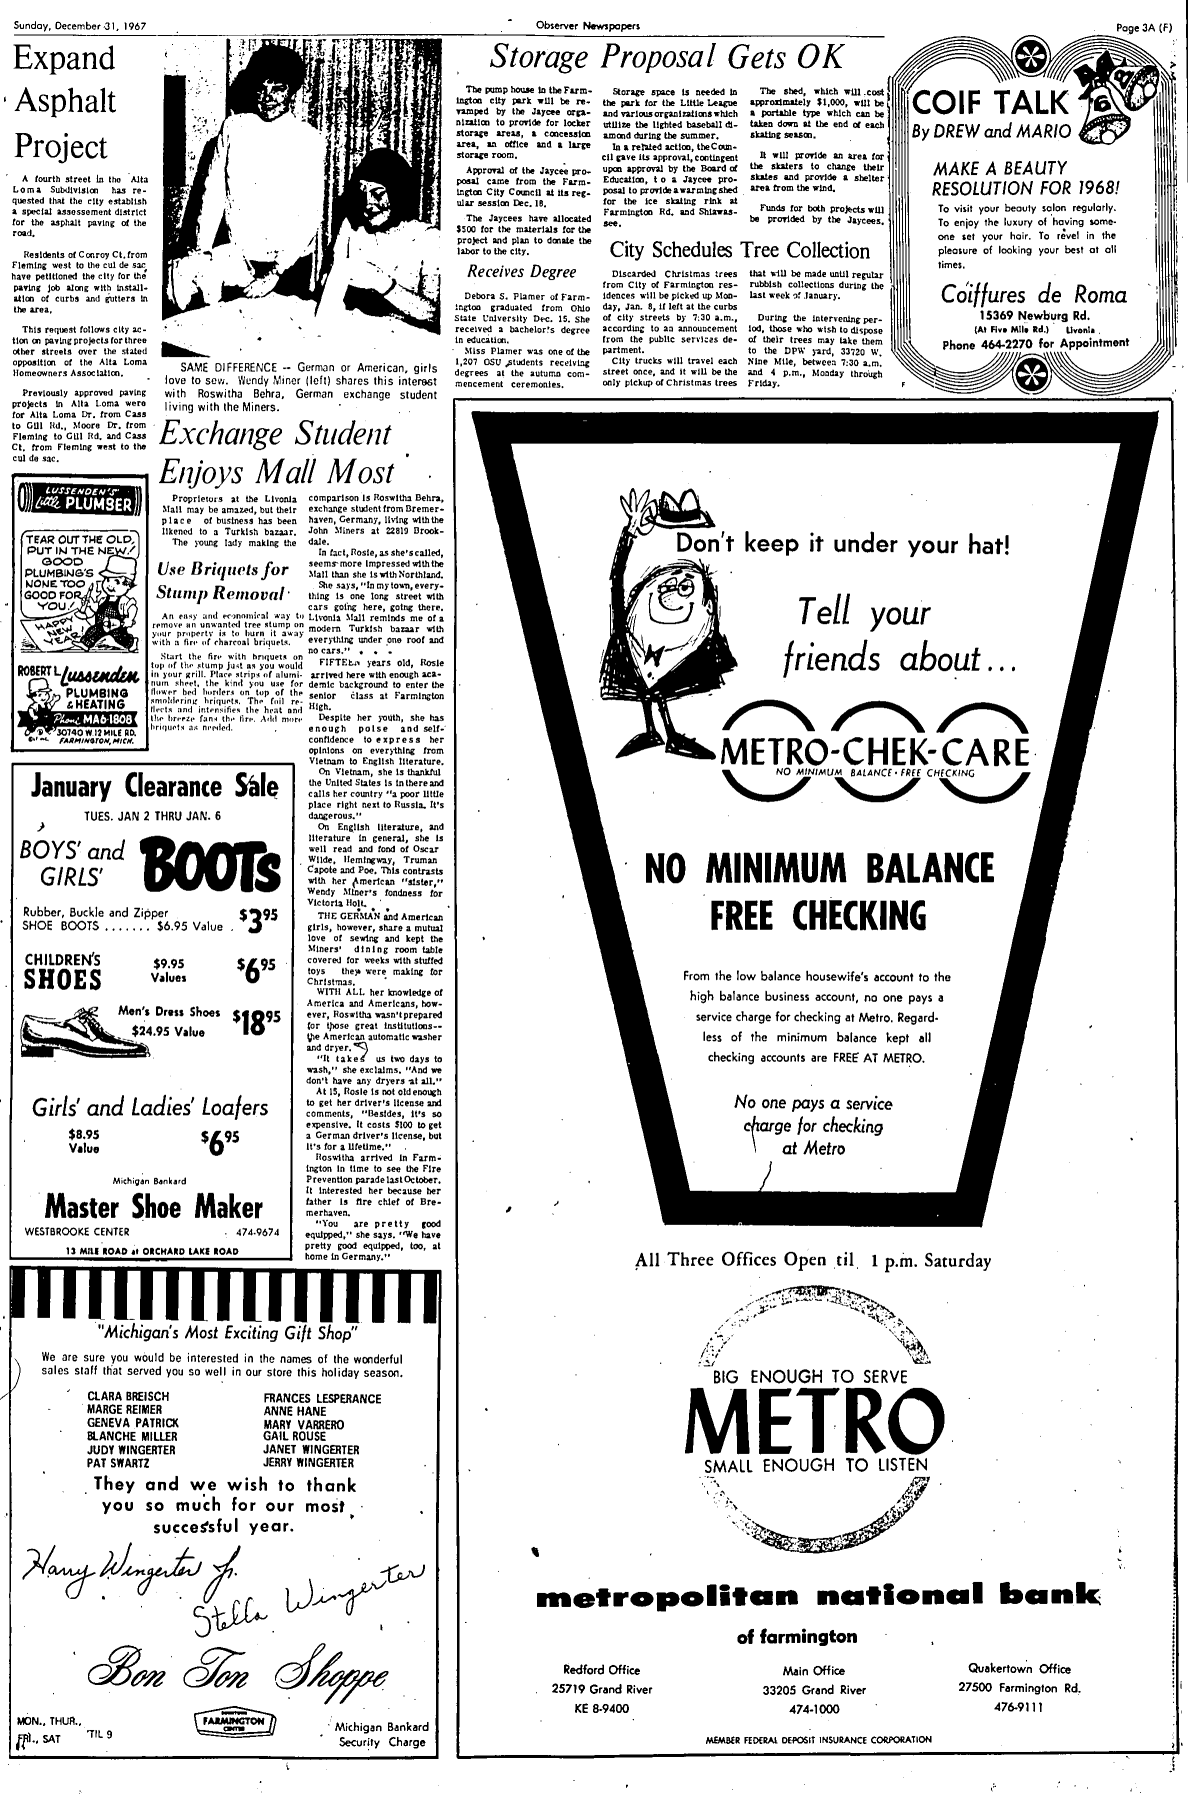 Sunday, December 31, 1967
Observer Newspapers
Page 3A (F)
Expand
Asphalt
Project
A fourth street in the Alta
Loma Subdivision has re-
quested that the city establish
a special assessement district
for the asphalt paving of the
road.
Residents of Conroy Ct. from
Fleming west to the cul de sac
have petitioned the city for the
paving job along with install-
ation of curbs and gutters in
the area.
This request follows city ac-
tion on paving projects for three
other streets over the stated
opposition of the Alta Loma
Homeowners Association.
Previously approved paving
projects in Alta Loma were
for Alta Loma Dr. from Cass
to Gill Rd., Moore Dr. from
Fleming to Gill Rd. and Cass
Ct. from Fleming west to the
cul de sac.
SAME DIFFERENCE -- German or American, girls
love to sew. Wendy Miner (left) shares this interest
with Roswitha Behra, German exchange student
living with the Miners.
Exchange Student
Enjoys Mall Most
Proprietors at the Livonia
Mall may be amazed, but their
place of business has been
likened to a Turkish bazaar.
The young lady making the
comparison is Roswitha Behra,
exchange student from Bremer-
haven, Germany, living with the
John Miners at 22819 Brook-
dale.
In fact, Rosie, as she's called,
seems more impressed with the
Mall than she is with Northland.
She says, "In my town, every-
thing is one long street with
cars going here, going there.
Livonia Mall reminds me of a
modern Turkish bazaar with
everything under one roof and
no cars."
FIFTEEN years old, Rosie
arrived here with enough aca-
demic background to enter the
senior class at Farmington
High.
Despite her youth, she has
enough poise and self-
confidence to express her
opinions on everything from
Vietnam to English literature.
On Vietnam, she is thankful
the United States is in there and
calls her country "a poor little
place right next to Russia. It's
dangerous."
On English literature, and
literature in general, she is
well read and fond of Oscar
Wilde, Hemingway, Truman
Capote and Poe. This contrasts
with her American "sister,"
Wendy Miner's fondness for
Victoria Holt.
THE GERMAN and American
girls, however, share a mutual
love of sewing and kept the
Miners' dining room table
covered for weeks with stuffed
toys they were making for
Christmas.
WITH ALL her knowledge of
America and Americans, how-
ever, Roswitha wasn't prepared
for those great institutions--
the American automatic washer
and dryer.
"It takes us two days to
wash," she exclaims. "And we
don't have any dryers at all."
At 15, Rosie is not old enough
to get her driver's license and
comments, "Besides, it's so
expensive. It costs $100 to get
a German driver's license, but
it's for a lifetime."
Roswitha arrived in Farm-
ington in time to see the Fire
Prevention parade last October.
It interested her because her
father is fire chief of Bre-
merhaven.
"You are pretty good
equipped," she says. "We have
pretty good equipped, too, at
home in Germany."
Use Briquets for
Stump Removal
An easy and economical way to
remove an unwanted tree stump on
your property is to burn it away
with a fire of charcoal briquets.
Start the fire with briquets on
top of the stump just as you would
in your grill. Place strips of alumi-
num sheet, the kind you use for
flower bed borders on top of the
smoldering briquets. The foil re-
flects and intensifies the heat and
the breeze fans the fire. Add more
briquets as needed.
Storage Proposal Gets OK
The pump house in the Farm-
ington city park will be re-
vamped by the Jaycee orga-
nization to provide for locker
storage areas, a concession
area, an office and a large
storage room.
Approval of the Jaycee pro-
posal came from the Farm-
ington City Council at its reg-
ular session Dec. 18.
The Jaycees have allocated
$500 for the materials for the
project and plan to donate the
labor to the city.
Storage space is needed in
the park for the Little League
and various organizations which
utilize the lighted baseball di-
amond during the summer.
In a related action, the Coun-
cil gave its approval, contingent
upon approval by the Board of
Education, to a Jaycee pro-
posal to provide a warming shed
for the ice skating rink at
Farmington Rd. and Shiawas-
see.
The shed, which will cost
approximately $1,000, will be
a portable type which can be
taken down at the end of each
skating season.
It will provide an area for
the skaters to change their
skates and provide a shelter
area from the wind.
Funds for both projects will
be provided by the Jaycees.
Receives Degree
Debora S. Plamer of Farm-
ington graduated from Ohio
State University Dec. 15. She
received a bachelor's degree
in education.
Miss Plamer was one of the
1,207 OSU students receiving
degrees at the autumn com-
mencement ceremonies.
City Schedules Tree Collection
Discarded Christmas trees
from City of Farmington res-
idences will be picked up Mon-
day, Jan. 8, if left at the curbs
of city streets by 7:30 a.m.,
according to an announcement
from the public services de-
partment.
City trucks will travel each
street once, and it will be the
only pickup of Christmas trees
that will be made until regular
rubbish collections during the
last week of January.
During the intervening per-
iod, those who wish to dispose
of their trees may take them
to the DPW yard, 33720 W.
Nine Mile, between 7:30 a.m.
and 4 p.m., Monday through
Friday.
COIF TALK
By DREW and MARIO
MAKE A BEAUTY
RESOLUTION FOR 1968!
To visit your beauty salon regularly.
To enjoy the luxury of having some-
one set your hair. To revel in the
pleasure of looking your best at all
times.
Coiffures de Roma
15369 Newburg Rd.
(At Five Mile Rd.) Livonia
Phone 464-2270 for Appointment
F
LUSSENDEN'S
Little PLUMBER
TEAR OUT THE OLD,
PUT IN THE NEW!
GOOD
PLUMBING'S
NONE TOO
GOOD FOR
YOU!
HAPPY
NEW
YEAR!
ROBERT L. Lussenden
PLUMBING
& HEATING
Phone MA6-1808
30740 W. 12 MILE RD.
FARMINGTON, MICH.
January Clearance Sale
TUES. JAN 2 THRU JAN. 6
BOYS' and
GIRLS'
BOOTS
Rubber, Buckle and Zipper
SHOE BOOTS ....... $6.95 Value . $3.95
CHILDREN'S
SHOES
$9.95
Values
$6.95
Men's Dress Shoes
$24.95 Value
$18.95
Girls' and Ladies' Loafers
$8.95
Value
$6.95
Michigan Bankard
Master Shoe Maker
WESTBROOKE CENTER 474-9674
13 MILE ROAD at ORCHARD LAKE ROAD
"Michigan's Most Exciting Gift Shop"
We are sure you would be interested in the names of the wonderful
sales staff that served you so well in our store this holiday season.
CLARA BREISCH
MARGE REIMER
GENEVA PATRICK
BLANCHE MILLER
JUDY WINGERTER
PAT SWARTZ
FRANCES LESPERANCE
ANNE HANE
MARY VARRERO
GAIL ROUSE
JANET WINGERTER
JERRY WINGERTER
They and we wish to thank
you so much for our most
successful year.
Harry Wingerter Jr.
Stella Wingerter
Bon Ton Shoppe
MON., THUR.,
FRI., SAT 'TIL 9
DOWNTOWN
FARMINGTON
CENTER
Michigan Bankard
Security Charge
Don't keep it under your hat!
Tell your
friends about...
METRO-CHEK-CARE
NO MINIMUM BALANCE • FREE CHECKING
NO MINIMUM BALANCE
FREE CHECKING
From the low balance housewife's account to the
high balance business account, no one pays a
service charge for checking at Metro. Regard-
less of the minimum balance kept all
checking accounts are FREE AT METRO.
No one pays a service
charge for checking
at Metro
All Three Offices Open til 1 p.m. Saturday
BIG ENOUGH TO SERVE
METRO
SMALL ENOUGH TO LISTEN
metropolitan national bank
of farmington
Redford Office
25719 Grand River
KE 8-9400
Main Office
33205 Grand River
474-1000
Quakertown Office
27500 Farmington Rd.
476-9111
MEMBER FEDERAL DEPOSIT INSURANCE CORPORATION